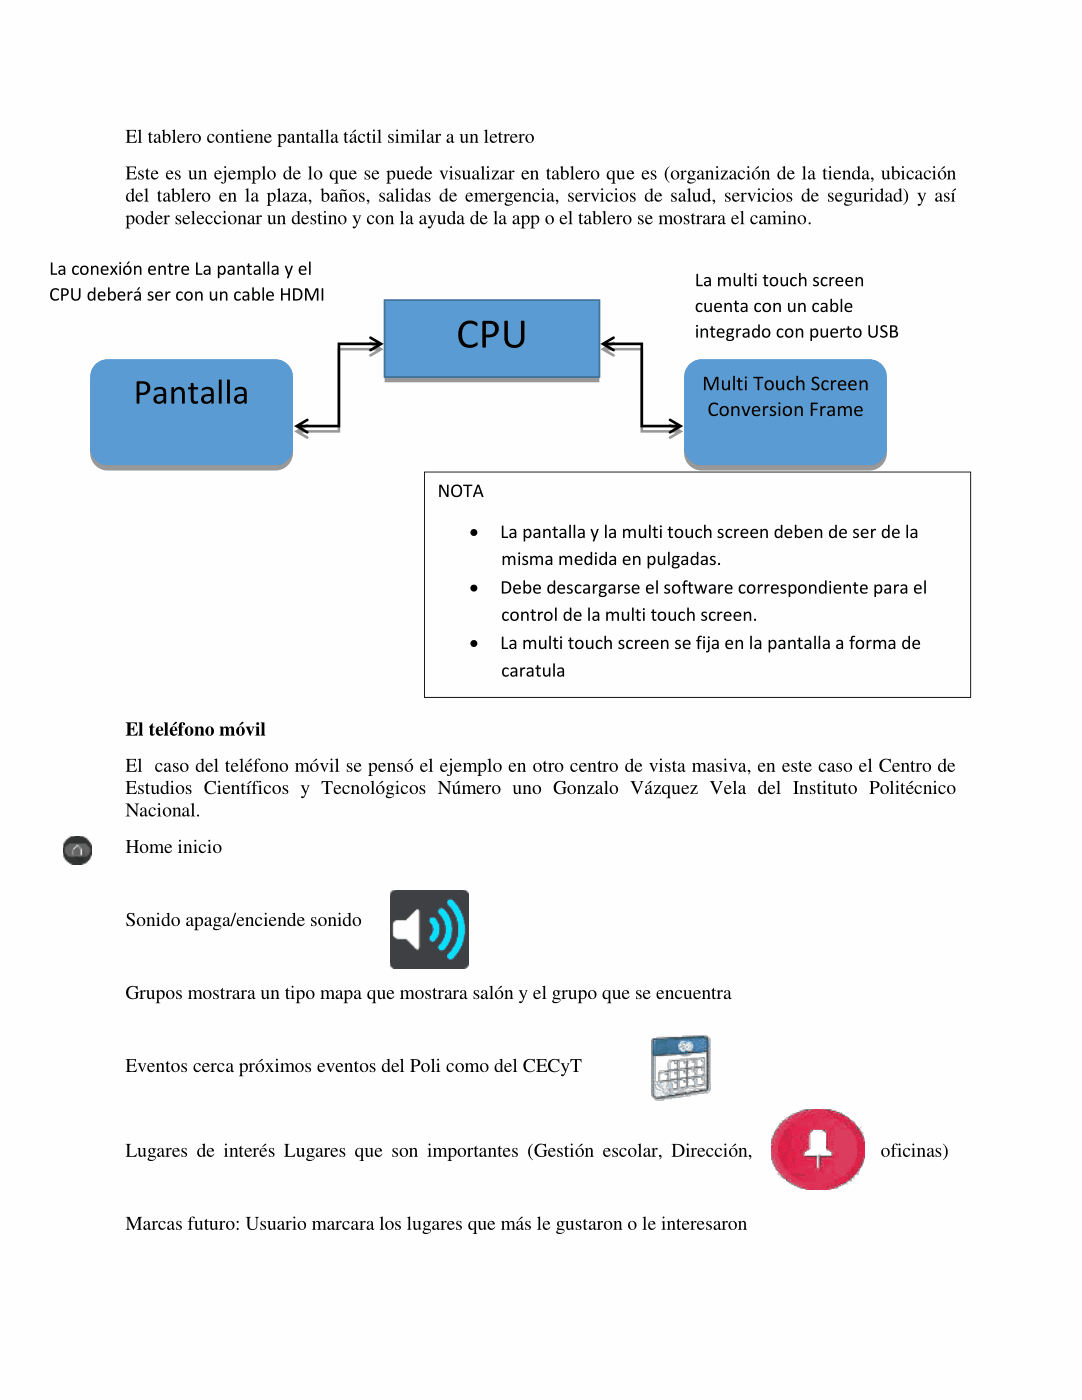 El tablero contiene pantalla táctil similar a un letrero
Este es un ejemplo de lo que se puede visualizar en tablero que es (organización de la tienda, ubicación
del tablero en la plaza, baños, salidas de emergencia, servicios de salud, servicios de seguridad) y así
poder seleccionar un destino y con la ayuda de la app o el tablero se mostrara el camino.
La conexión entre La pantalla y el
CPU deberá ser con un cable HDMI
La multi touch screen
cuenta con un cable
integrado con puerto USB
CPU
Pantalla
Multi Touch Screen
Conversion Frame
NOTA
• La pantalla y la multi touch screen deben de ser de la
misma medida en pulgadas.
• Debe descargarse el software correspondiente para el
control de la multi touch screen.
• La multi touch screen se fija en la pantalla a forma de
caratula
El teléfono móvil
El caso del teléfono móvil se pensó el ejemplo en otro centro de vista masiva, en este caso el Centro de
Estudios Científicos y Tecnológicos Número uno Gonzalo Vázquez Vela del Instituto Politécnico
Nacional.
Home inicio
Sonido apaga/enciende sonido
Grupos mostrara un tipo mapa que mostrara salón y el grupo que se encuentra
Eventos cerca próximos eventos del Poli como del CECyT
Lugares de interés Lugares que son importantes (Gestión escolar, Dirección, oficinas)
Marcas futuro: Usuario marcara los lugares que más le gustaron o le interesaron